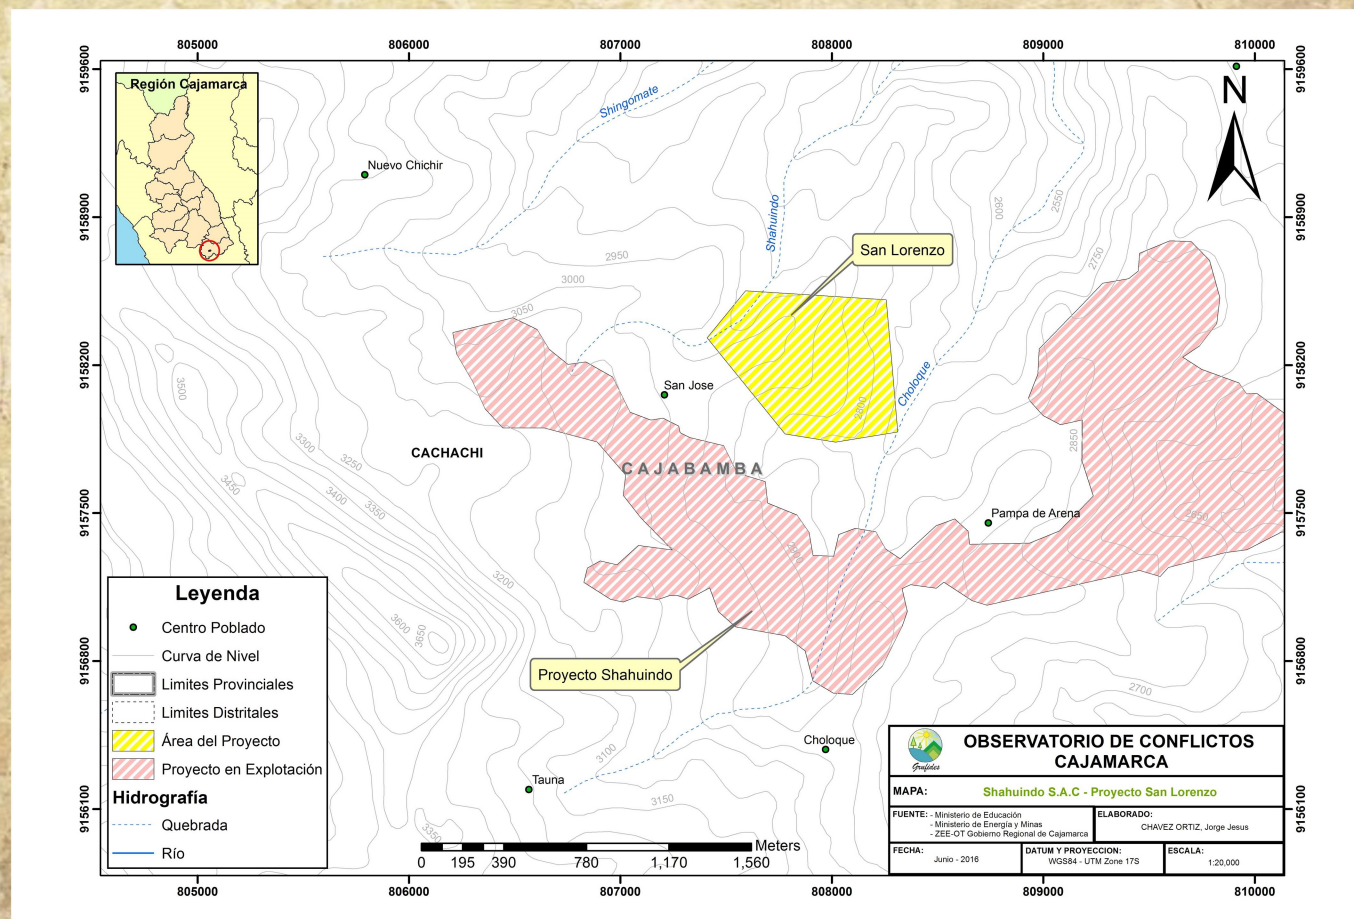 805000 806000 807000 808000 809000 810000
9159600
9158900
9158200
9157500
9156800
9156100
9159600
9158900
9158200
9157500
9156800
9156100
Región Cajamarca
N
Shingomate
Nuevo Chichir
Shahuindo
San Lorenzo
2600
2550
2750
2950
3000
3050
3500
San Jose
Choloque
2800
2850
3300
3250
CACHACHI
CAJABAMBA
3450
3400
3350
Pampa de Arena
2650
2900
3200
3600
3650
Proyecto Shahuindo
2700
Choloque
3100
Tauna
3150
3350
Leyenda
Centro Poblado
Curva de Nivel
Limites Provinciales
Limites Distritales
Área del Proyecto
Proyecto en Explotación
Hidrografía
Quebrada
Río
Meters
0 195 390 780 1,170 1,560
Grufides
OBSERVATORIO DE CONFLICTOS
CAJAMARCA
MAPA: Shahuindo S.A.C - Proyecto San Lorenzo
FUENTE: - Ministerio de Educación
- Ministerio de Energía y Minas
- ZEE-OT Gobierno Regional de Cajamarca
ELABORADO:
CHAVEZ ORTIZ, Jorge Jesus
FECHA:
Junio - 2016
DATUM Y PROYECCION:
WGS84 - UTM Zone 17S
ESCALA:
1:20,000
805000 806000 807000 808000 809000 810000